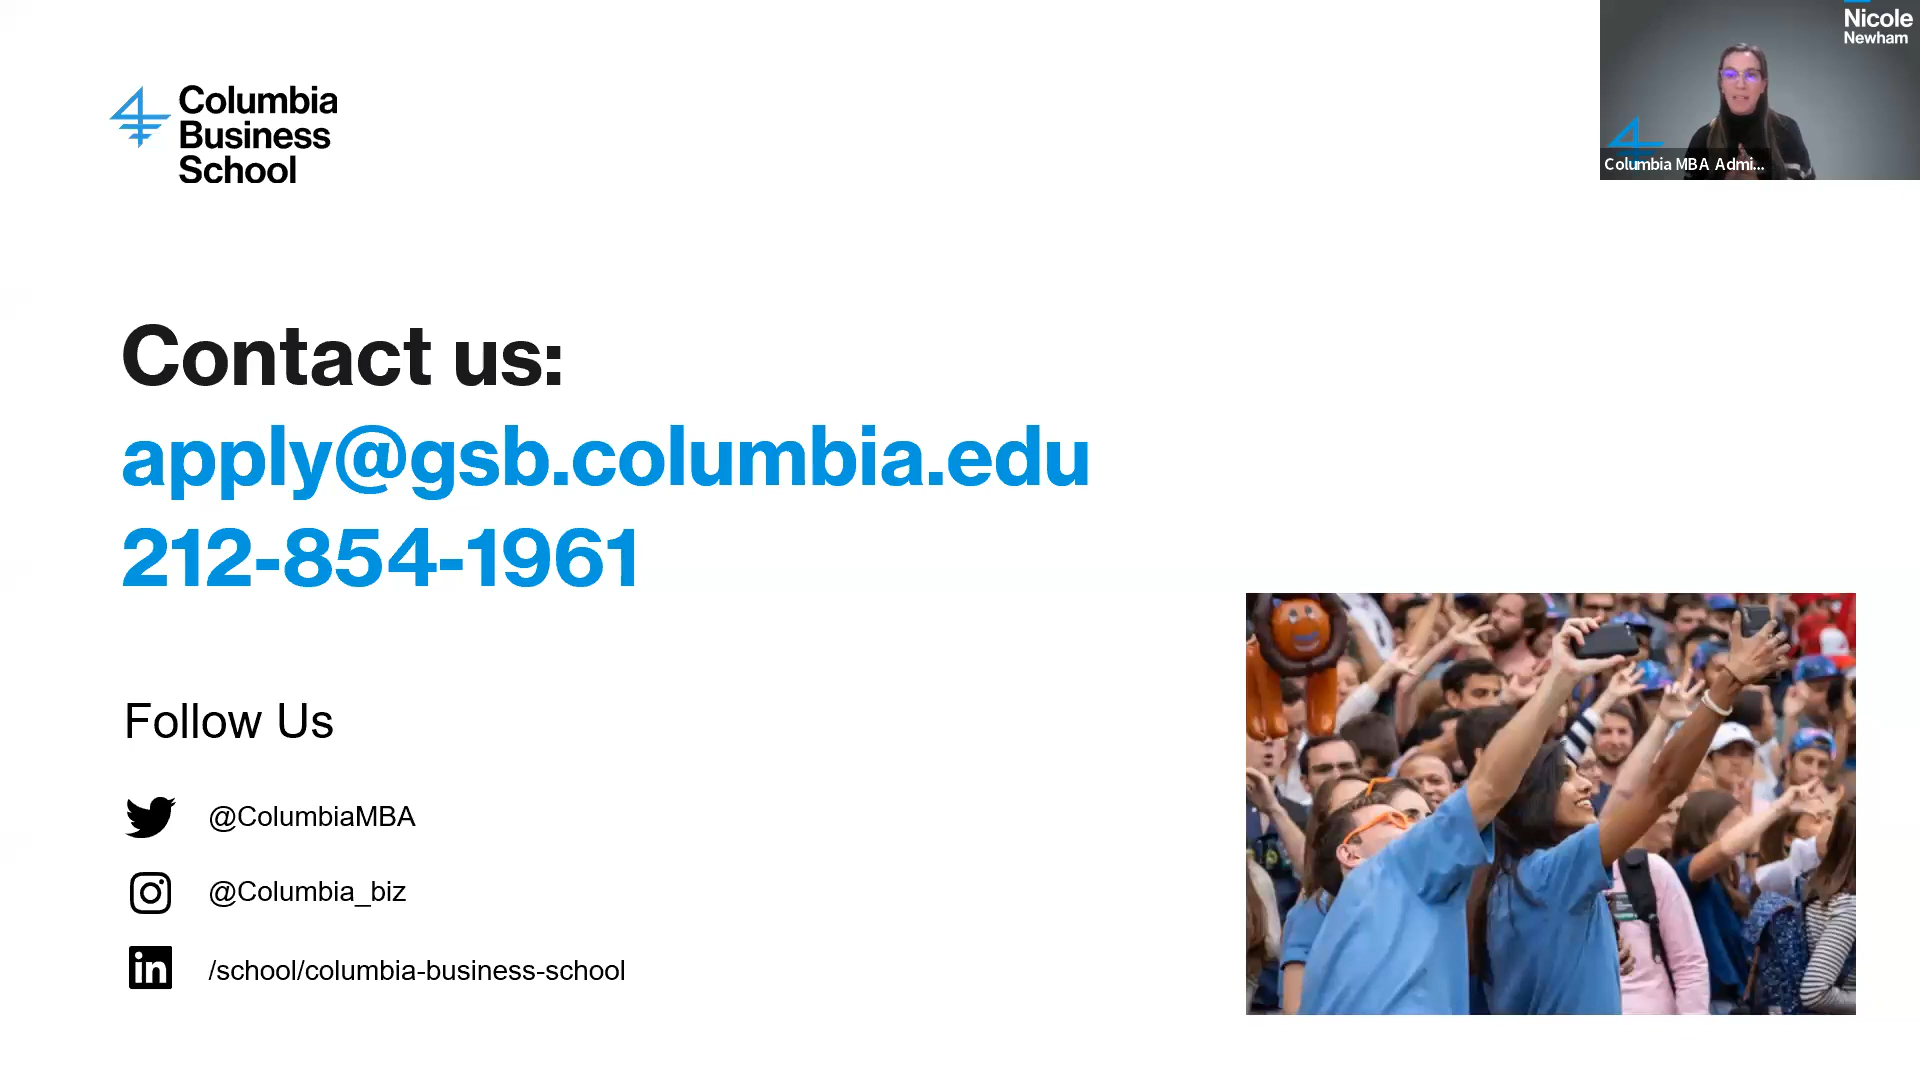 Columbia
Business
School
Nicole
Newham
Columbia MBA Admi...
Contact us:
apply@gsb.columbia.edu
212-854-1961
Follow Us
@ColumbiaMBA
@Columbia_biz
in
/school/columbia-business-school